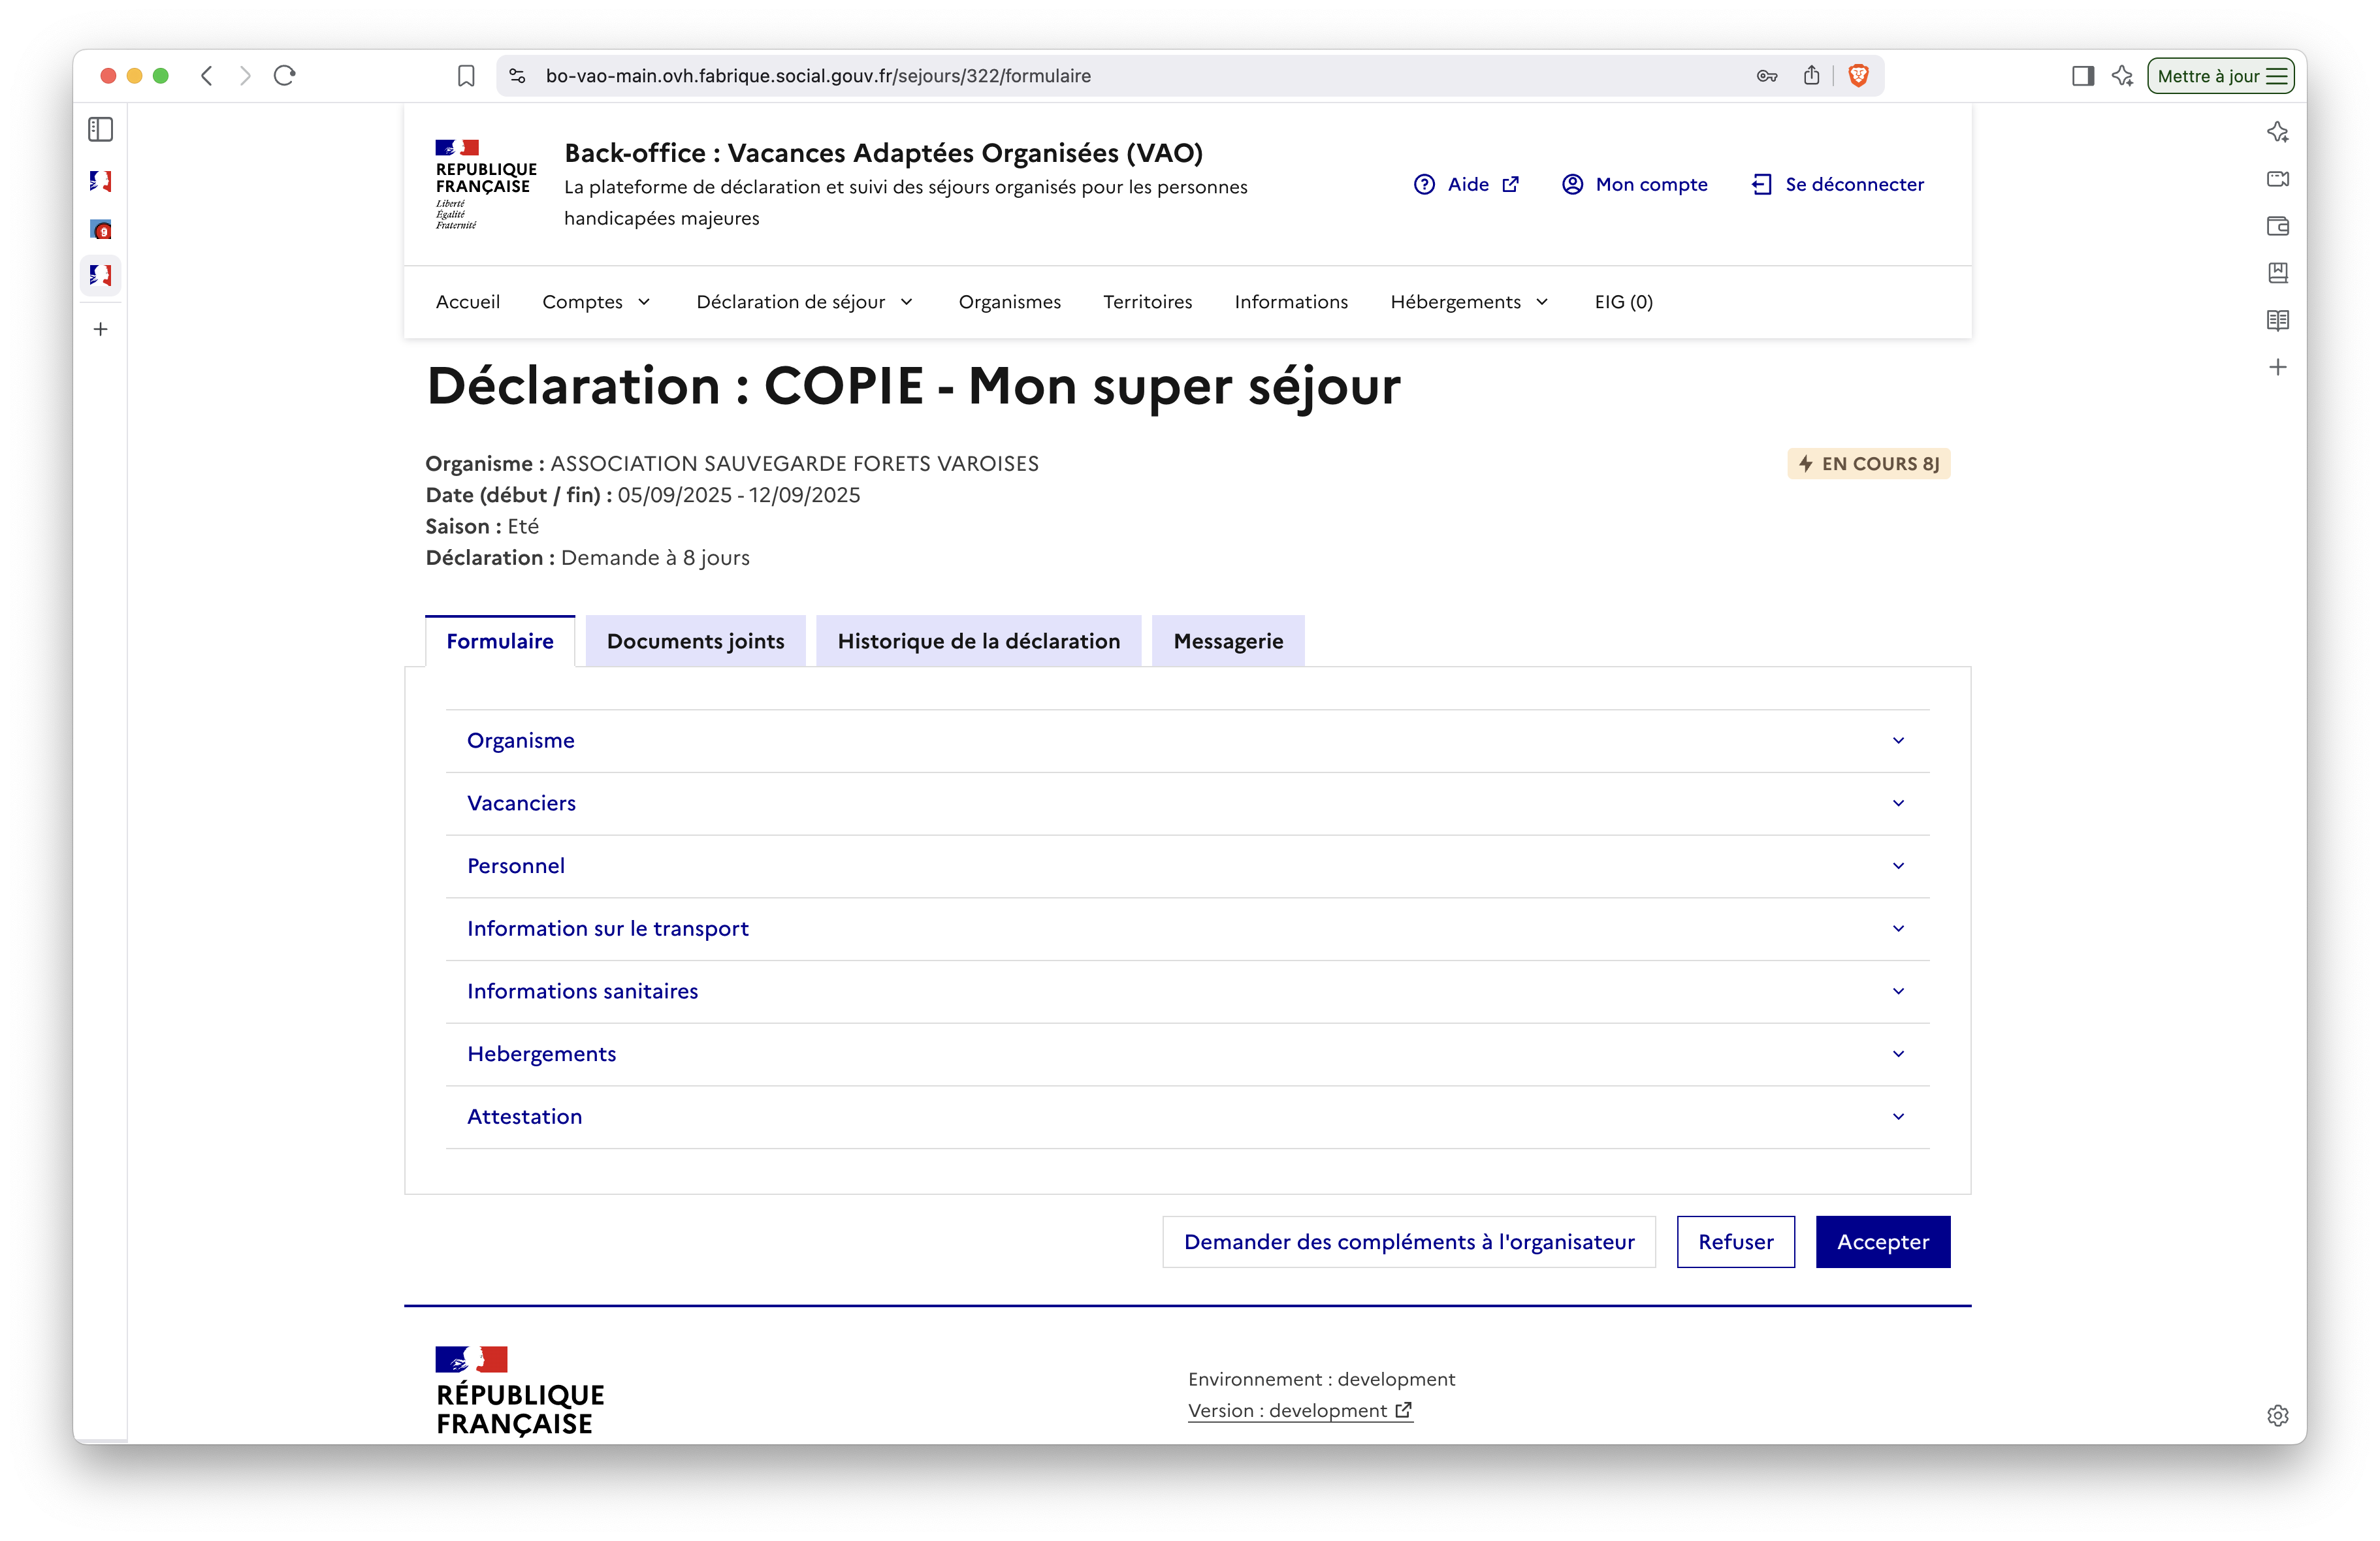 bo-vao-main.ovh.fabrique.social.gouv.fr/sejours/322/formulaire
Mettre à jour
9
RÉPUBLIQUE
FRANÇAISE
Liberté
Égalité
Fraternité
Back-office : Vacances Adaptées Organisées (VAO)
La plateforme de déclaration et suivi des séjours organisés pour les personnes
handicapées majeures
Aide
Mon compte
Se déconnecter
Accueil
Comptes
Déclaration de séjour
Organismes
Territoires
Informations
Hébergements
EIG (0)
Déclaration : COPIE - Mon super séjour
Organisme : ASSOCIATION SAUVEGARDE FORETS VAROISES
EN COURS 8J
Date (début / fin) : 05/09/2025 - 12/09/2025
Saison : Eté
Déclaration : Demande à 8 jours
Formulaire
Documents joints
Historique de la déclaration
Messagerie
Organisme
Vacanciers
Personnel
Information sur le transport
Informations sanitaires
Hebergements
Attestation
Demander des compléments à l'organisateur
Refuser
Accepter
RÉPUBLIQUE
FRANÇAISE
Environnement : development
Version : development